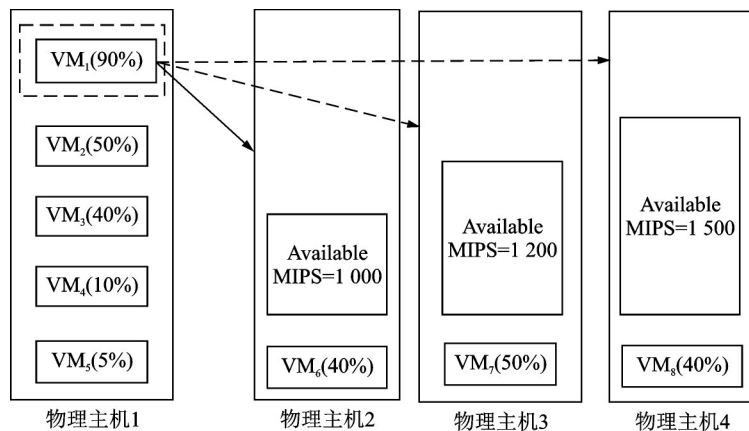 VM₁(90%)
VM₂(50%)
VM₃(40%)
VM₄(10%)
VM₅(5%)
物理主机1
Available
MIPS=1 000
VM₆(40%)
物理主机2
Available
MIPS=1 200
VM₇(50%)
物理主机3
Available
MIPS=1 500
VM₈(40%)
物理主机4